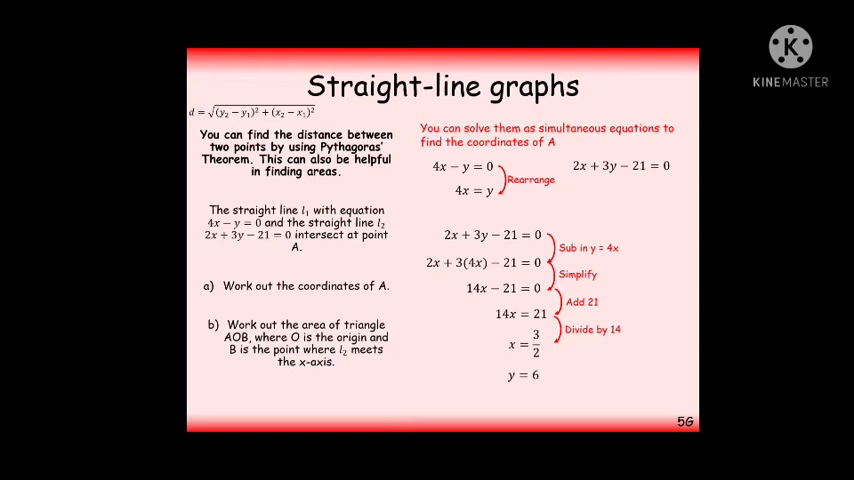 K
KINEMASTER
Straight-line graphs
d = √(y₂ − y₁)² + (x₂ − x₁)²
You can find the distance between
two points by using Pythagoras'
Theorem. This can also be helpful
in finding areas.
The straight line l₁ with equation
4x − y = 0 and the straight line l₂
2x + 3y − 21 = 0 intersect at point
A.
a) Work out the coordinates of A.
b) Work out the area of triangle
AOB, where O is the origin and
B is the point where l₂ meets
the x-axis.
You can solve them as simultaneous equations to
find the coordinates of A
4x − y = 0
2x + 3y − 21 = 0
Rearrange
4x = y
2x + 3y − 21 = 0
Sub in y = 4x
2x + 3(4x) − 21 = 0
Simplify
14x − 21 = 0
Add 21
14x = 21
Divide by 14
x = 3/2
y = 6
5G